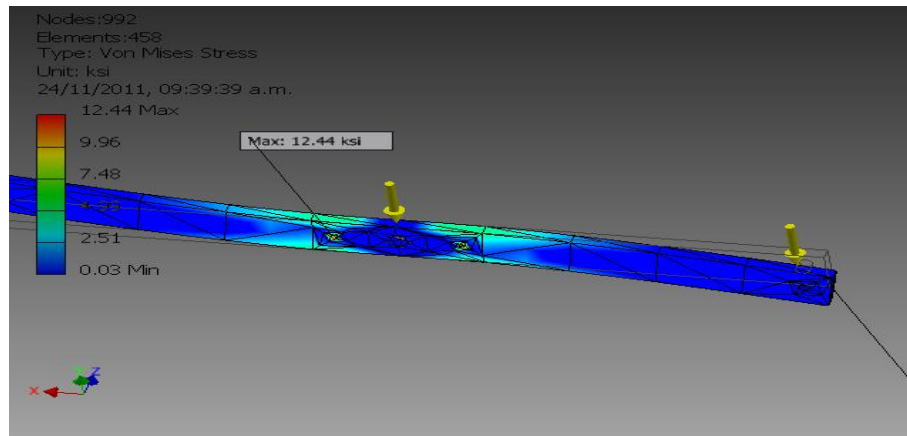 Nodes:992
Elements:458
Type: Von Mises Stress
Unit: ksi
24/11/2011, 09:39:39 a.m.
12.44 Max
Max: 12.44 ksi
9.96
7.48
2.51
0.03 Min
x
Z